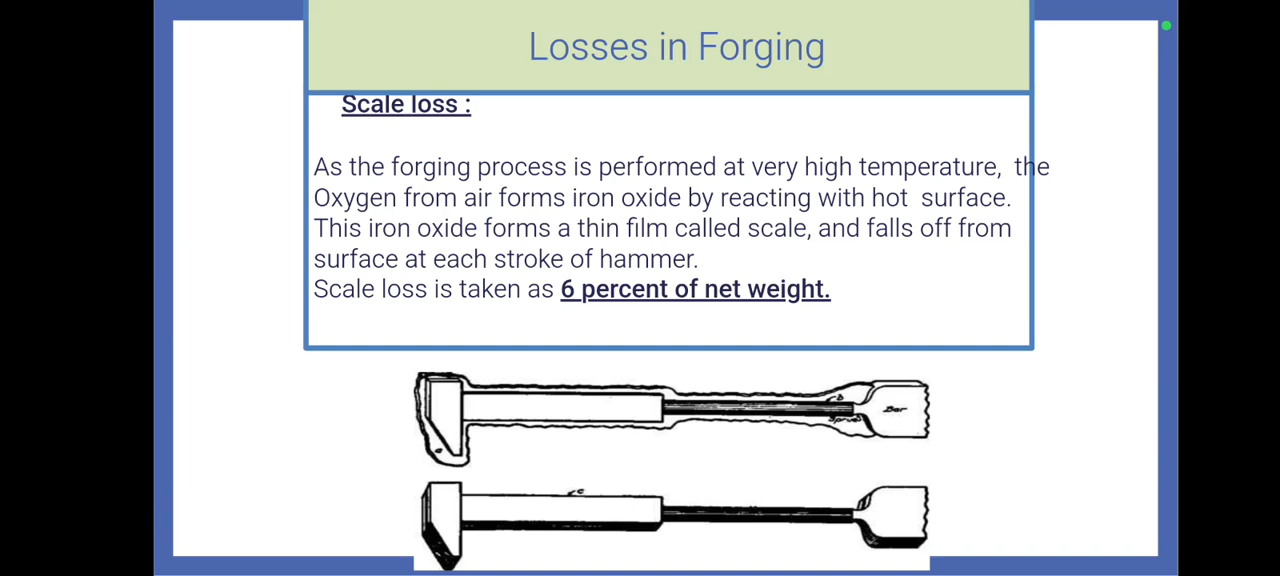 Losses in Forging
Scale loss :
As the forging process is performed at very high temperature, the
Oxygen from air forms iron oxide by reacting with hot surface.
This iron oxide forms a thin film called scale, and falls off from
surface at each stroke of hammer.
Scale loss is taken as 6 percent of net weight.
b
Bar
Sprue
a
c